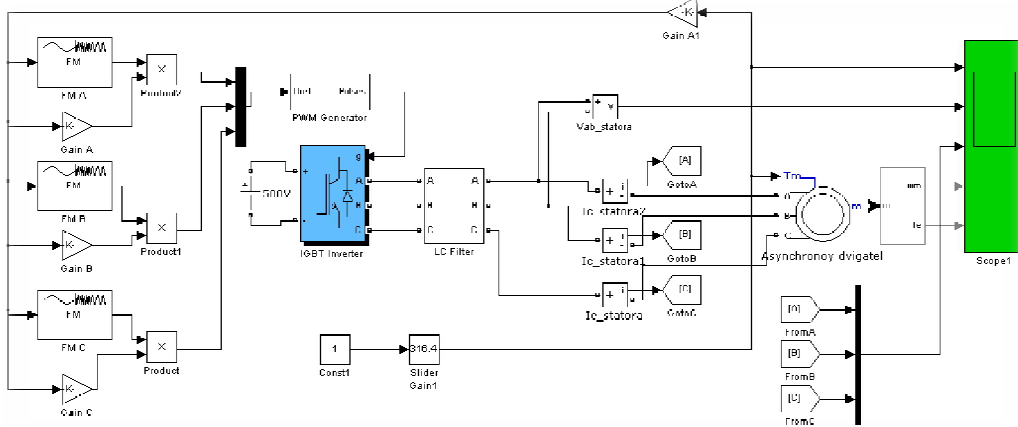 -K-
Gain A1
FM
FM A
×
Product2
K-
Gain A
PWM Generator
Vab_statora
+
v
g
+
-
A
C
A
C
A
C
500V
IGBT Inverter
LC Filter
[A]
GotoA
+
i
-
Ic_statora2
[B]
GotoB
+
i
-
Ic_statora1
[C]
GotoC
+
i
Ic_statora
Tm
A
B
C
m
Asynchronoy dvigatel
m
Te
Scope1
FM
FM B
×
Product1
K-
Gain B
FM
FM C
×
Product
K-
Gain C
1
Const1
316.4
Slider
Gain1
FromA
[B]
FromB
[C]
FromC